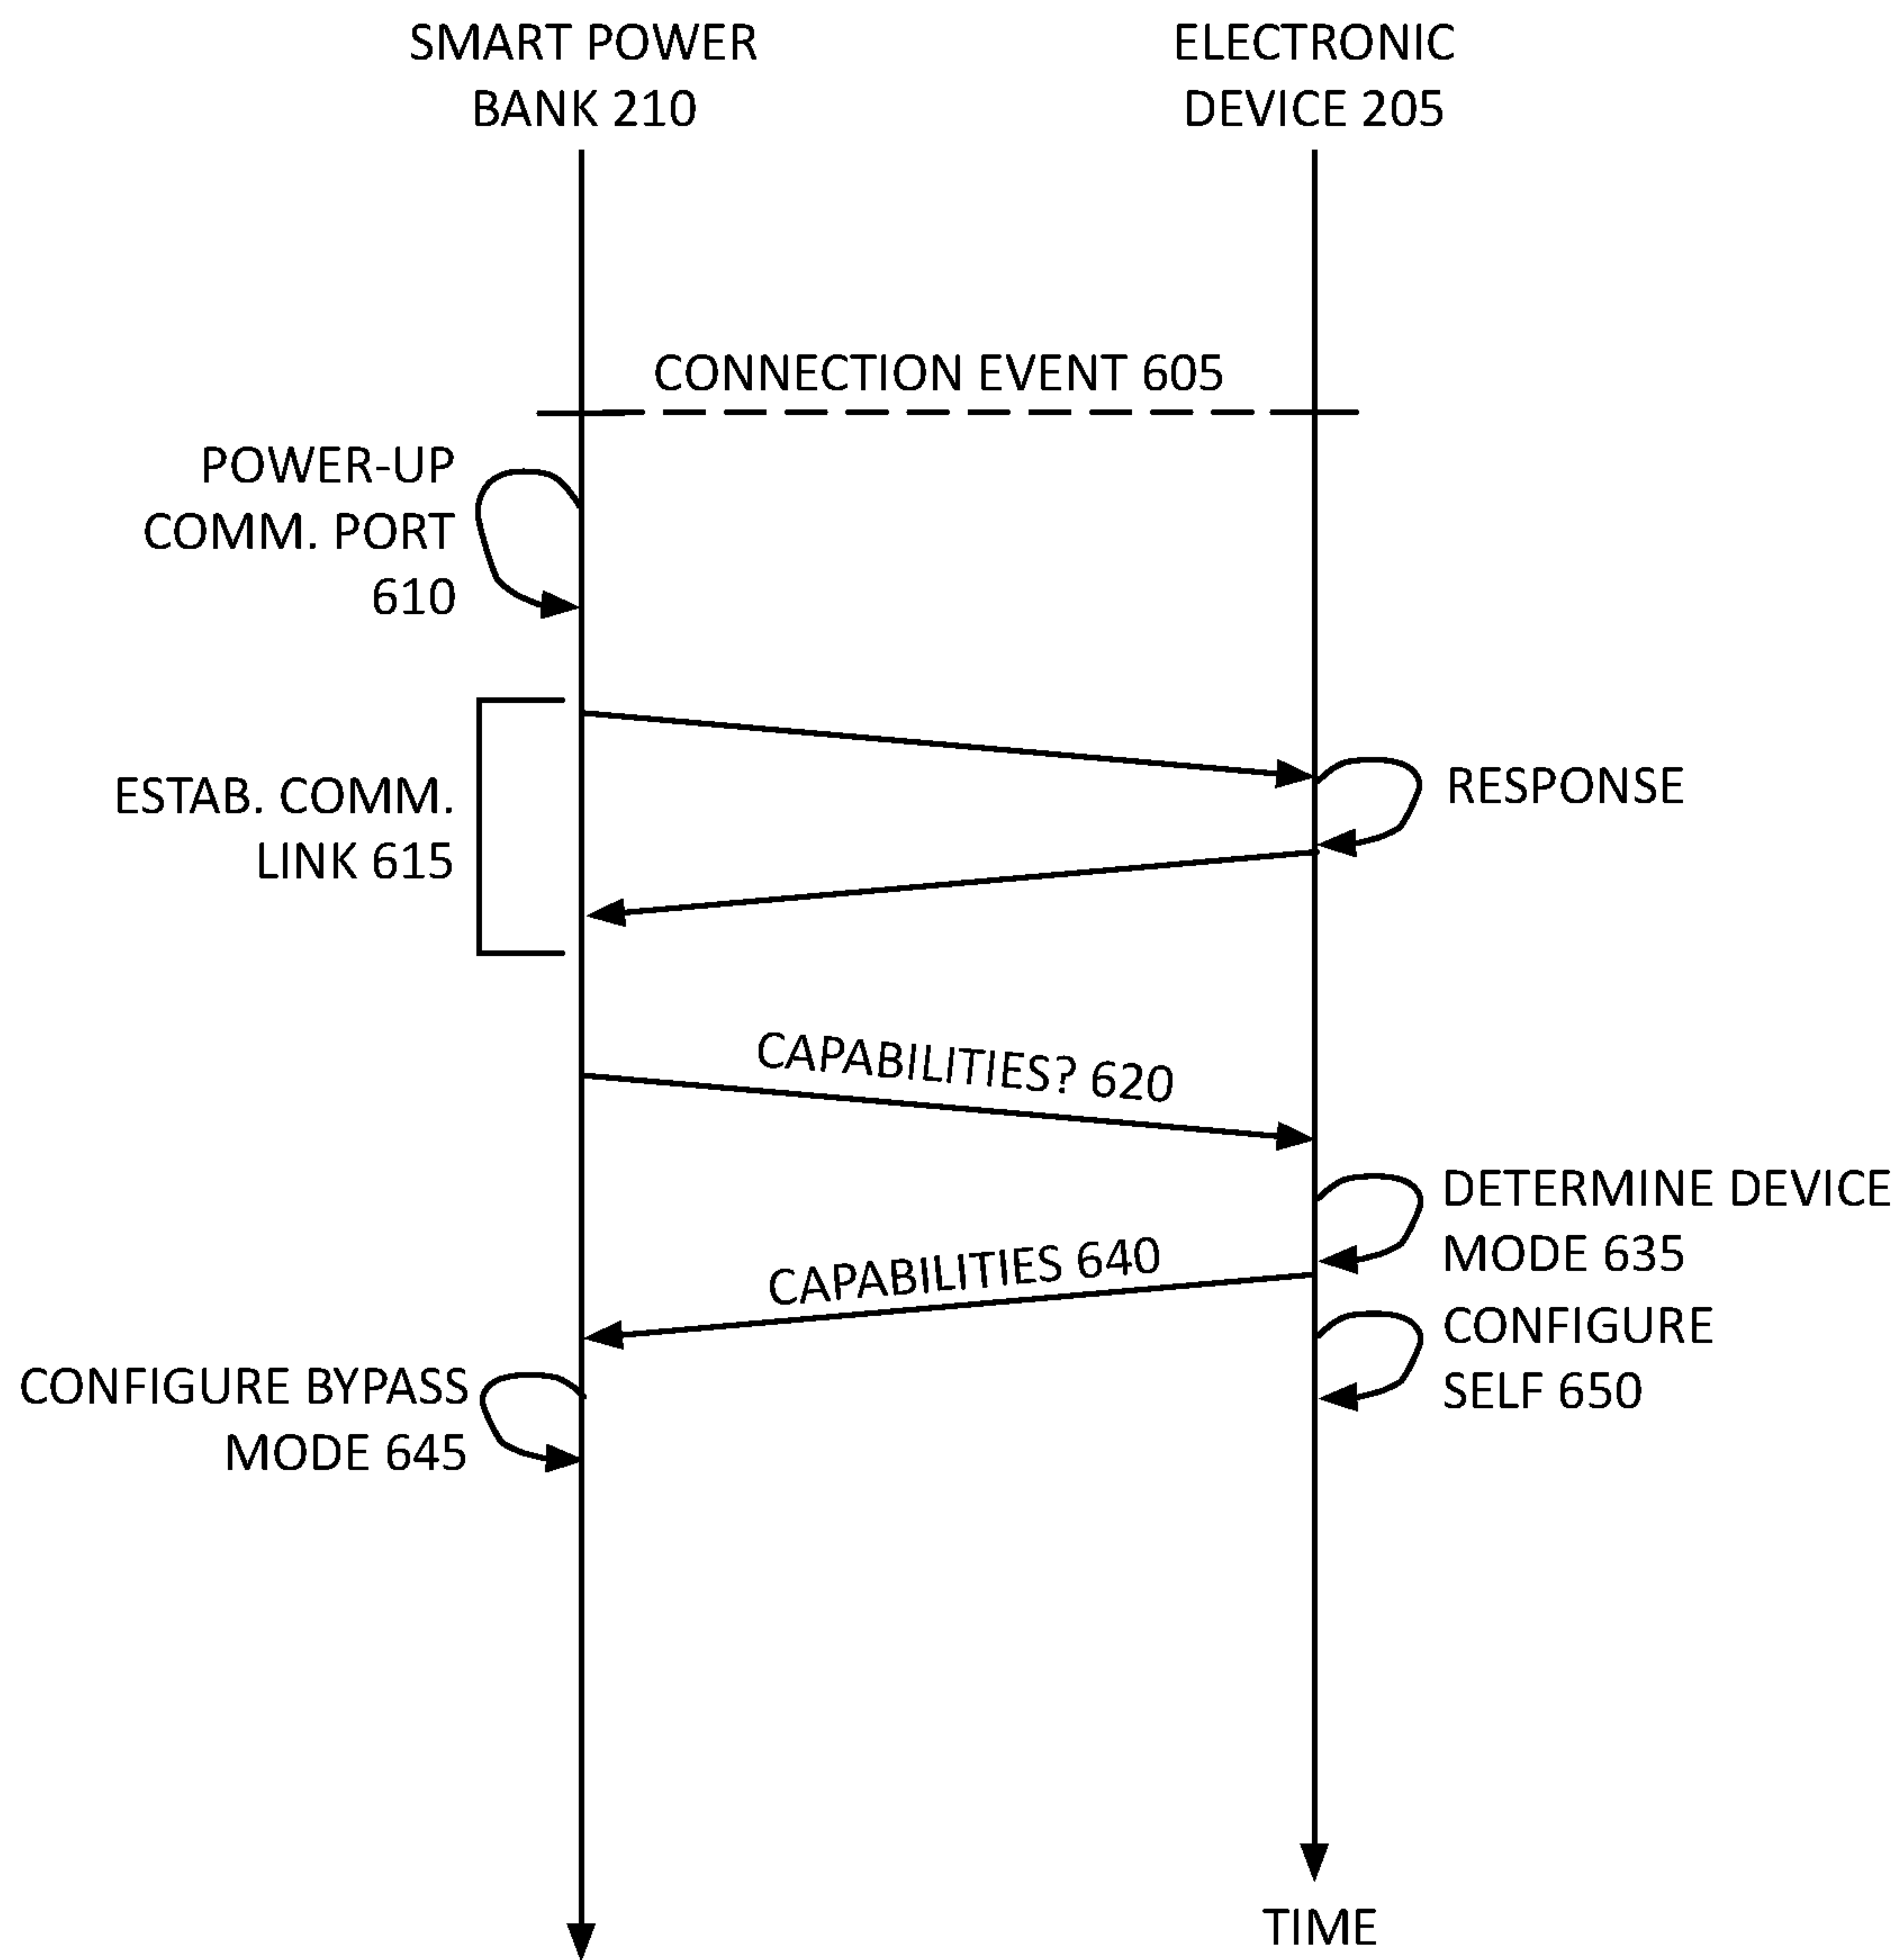 SMART POWER
BANK 210
ELECTRONIC
DEVICE 205
CONNECTION EVENT 605
POWER-UP
COMM. PORT
610
ESTAB. COMM.
LINK 615
RESPONSE
CAPABILITIES? 620
DETERMINE DEVICE
MODE 635
CAPABILITIES 640
CONFIGURE
SELF 650
CONFIGURE BYPASS
MODE 645
TIME